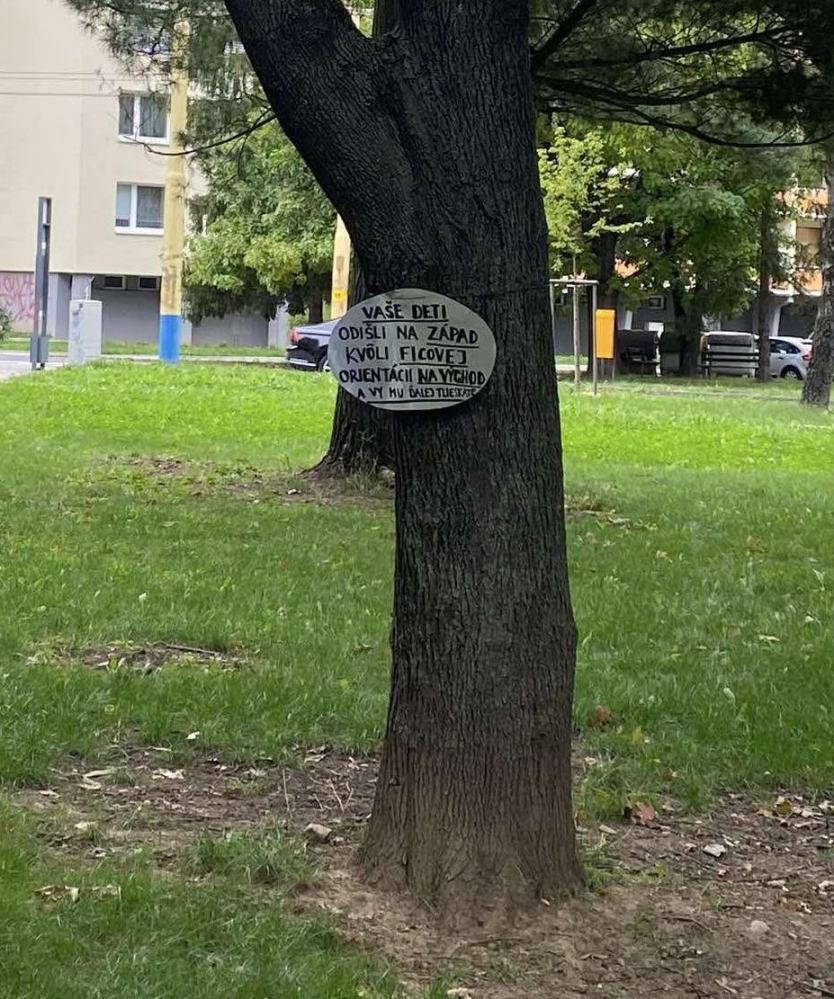 VAŠE DETI
ODIŠLI NA ZÁPAD
KVÔLI FICOVEJ
ORIENTÁCII NA VÝCHOD
A VY MU ĎALEJ TLIESKATE